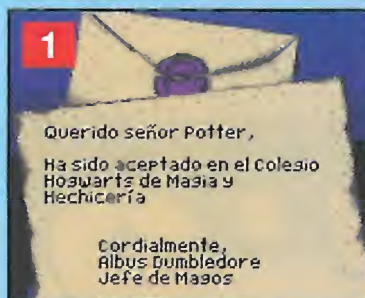 1
Querido señor Potter,
Ha sido aceptado en el Colegio
Hogwarts de Magia y
Hechicería
Cordialmente,
Albus Dumbledore
Jefe de Magos